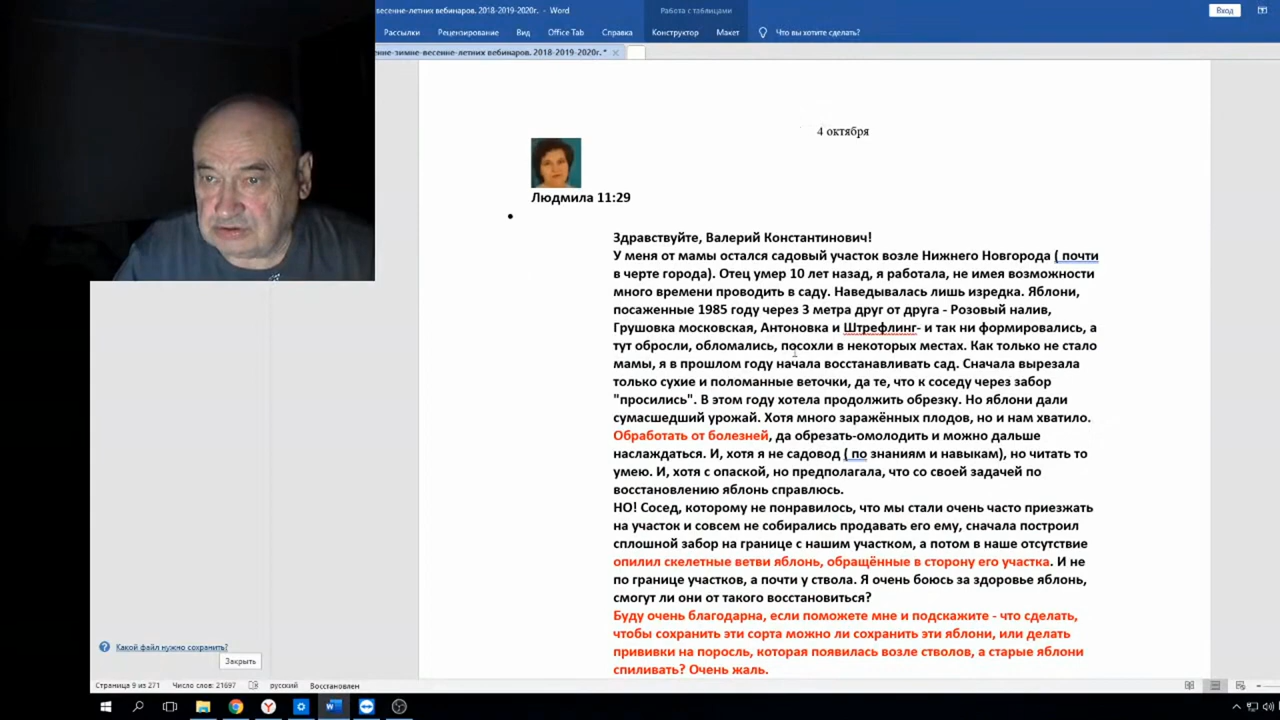 весенне-летних вебинаров. 2018-2019-2020г. - Word
Работа с таблицами
Вход
Рассылки Рецензирование Вид Office Tab Справка Конструктор Макет Что вы хотите сделать?
нне-зимне-весенне-летних вебинаров. 2018-2019-2020г. *
4 октября
Людмила 11:29
Здравствуйте, Валерий Константинович!
У меня от мамы остался садовый участок возле Нижнего Новгорода ( почти
в черте города). Отец умер 10 лет назад, я работала, не имея возможности
много времени проводить в саду. Наведывалась лишь изредка. Яблони,
посаженные 1985 году через 3 метра друг от друга - Розовый налив,
Грушовка московская, Антоновка и Штрефлинг- и так ни формировались, а
тут обросли, обломались, посохли в некоторых местах. Как только не стало
мамы, я в прошлом году начала восстанавливать сад. Сначала вырезала
только сухие и поломанные веточки, да те, что к соседу через забор
"просились". В этом году хотела продолжить обрезку. Но яблони дали
сумасшедший урожай. Хотя много заражённых плодов, но и нам хватило.
Обработать от болезней, да обрезать-омолодить и можно дальше
наслаждаться. И, хотя я не садовод ( по знаниям и навыкам), но читать то
умею. И, хотя с опаской, но предполагала, что со своей задачей по
восстановлению яблонь справлюсь.
НО! Сосед, которому не понравилось, что мы стали очень часто приезжать
на участок и совсем не собирались продавать его ему, сначала построил
сплошной забор на границе с нашим участком, а потом в наше отсутствие
опилил скелетные ветви яблонь, обращённые в сторону его участка. И не
по границе участков, а почти у ствола. Я очень боюсь за здоровье яблонь,
смогут ли они от такого восстановиться?
Буду очень благодарна, если поможете мне и подскажите - что сделать,
чтобы сохранить эти сорта можно ли сохранить эти яблони, или делать
прививки на поросль, которая появилась возле стволов, а старые яблони
спиливать? Очень жаль.
Какой файл нужно сохранить?
Закрыть
Страница 9 из 271 Число слов: 21697 русский Восстановлен